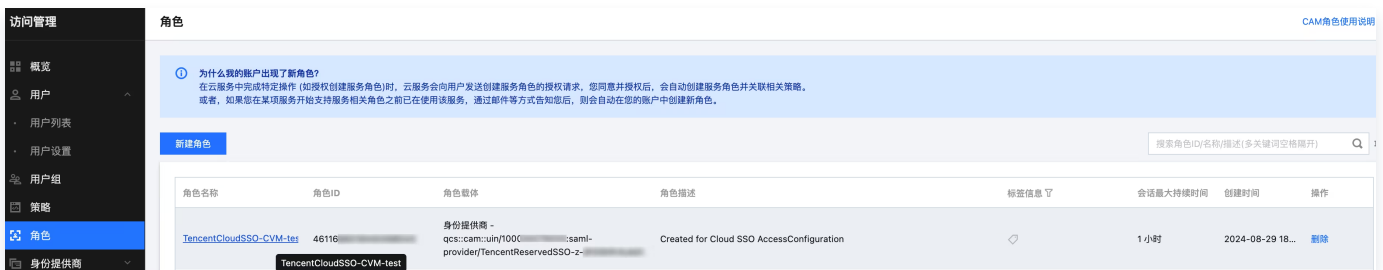 访问管理
角色
CAM角色使用说明
概览
用户
用户列表
用户设置
用户组
策略
角色
身份提供商
为什么我的账户出现了新角色?
在云服务中完成特定操作 (如授权创建服务角色)时，云服务会向用户发送创建服务角色的授权请求，您同意并授权后，会自动创建服务角色并关联相关策略。
或者，如果您在某项服务开始支持服务相关角色之前已在使用该服务，通过邮件等方式告知您后，则会自动在您的账户中创建新角色。
新建角色
搜索角色ID/名称/描述(多关键词空格隔开)
角色名称 角色ID 角色载体 角色描述 标签信息 会话最大持续时间 创建时间 操作
TencentCloudSSO-CVM-tes 46116 身份提供商 - Created for Cloud SSO AccessConfiguration 1 小时 2024-08-29 18... 删除
qcs::cam::uin/1000 :saml-
provider/TencentReservedSSO-z-
TencentCloudSSO-CVM-test